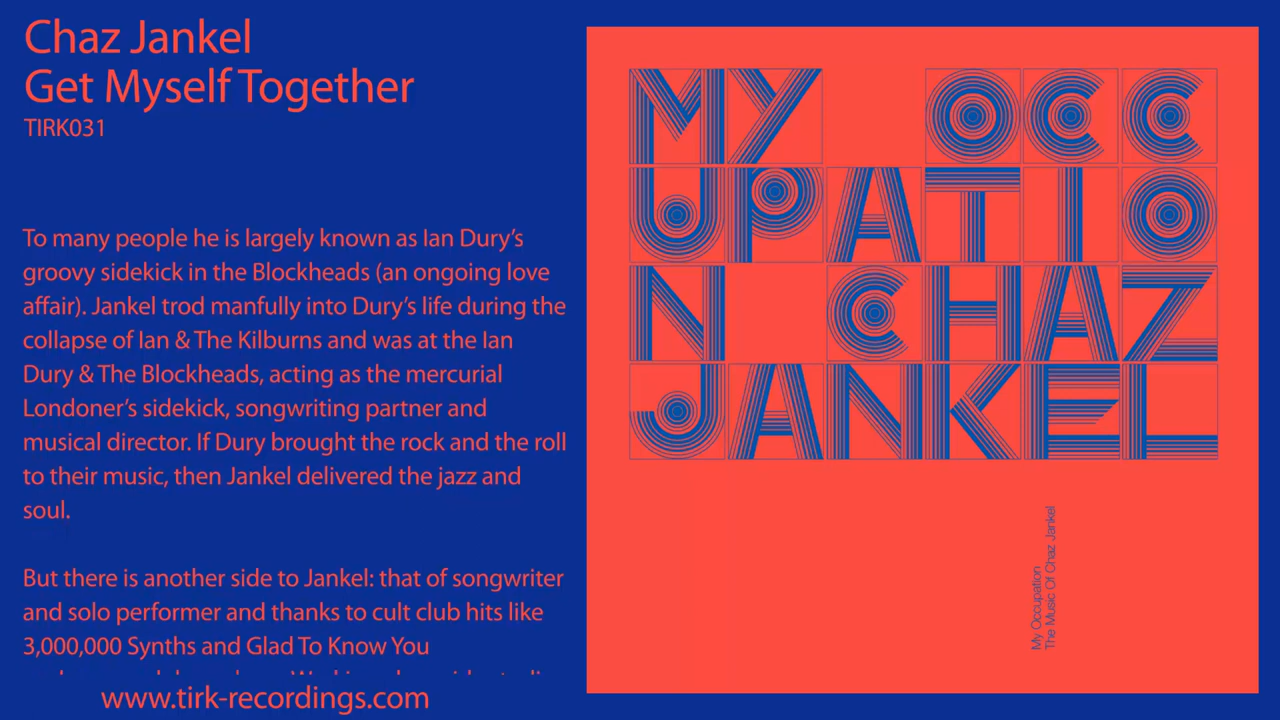 Chaz Jankel
Get Myself Together
TIRK031
To many people he is largely known as Ian Dury's
groovy sidekick in the Blockheads (an ongoing love
affair). Jankel trod manfully into Dury's life during the
collapse of Ian & The Kilburns and was at the Ian
Dury & The Blockheads, acting as the mercurial
Londoner's sidekick, songwriting partner and
musical director. If Dury brought the rock and the roll
to their music, then Jankel delivered the jazz and
soul.
But there is another side to Jankel: that of songwriter
and solo performer and thanks to cult club hits like
3,000,000 Synths and Glad To Know You
www.tirk-recordings.com
MY OCC
UPATIO
N CHAZ
JANKEL
My Occupation
The Music Of Chaz Jankel